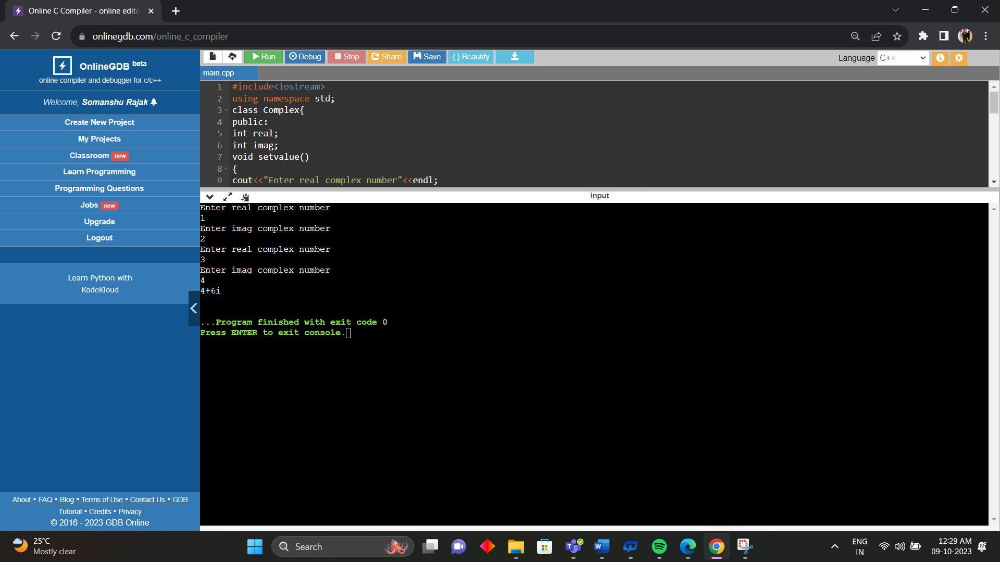 Online C Compiler - online edito
onlinegdb.com/online_c_compiler
OnlineGDB beta
online compiler and debugger for c/c++
Welcome, Somanshu Rajak
Create New Project
My Projects
Classroom new
Learn Programming
Programming Questions
Jobs new
Upgrade
Logout
Learn Python with
KodeKloud
About • FAQ • Blog • Terms of Use • Contact Us • GDB
Tutorial • Credits • Privacy
© 2016 - 2023 GDB Online
Run Debug Stop Share Save { } Beautify
Language C++
main.cpp
1 #include<iostream>
2 using namespace std;
3 class Complex{
4 public:
5 int real;
6 int imag;
7 void setvalue()
8 {
9 cout<<"Enter real complex number"<<endl;
input
Enter real complex number
1
Enter imag complex number
2
Enter real complex number
3
Enter imag complex number
4
4+6i
...Program finished with exit code 0
Press ENTER to exit console.
25°C
Mostly clear
Search
ENG
IN
12:29 AM
09-10-2023